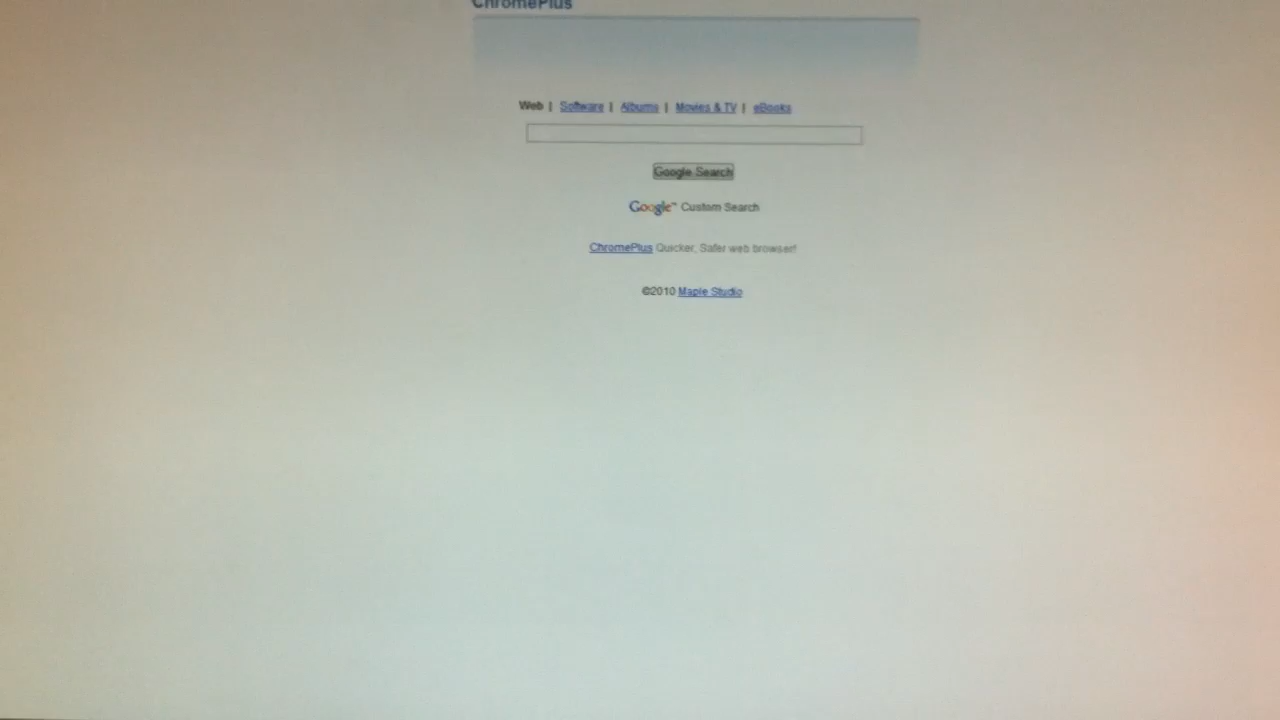 ChromePlus
Web | Software | Albums | Movies & TV | eBooks
Google Search
Google™ Custom Search
ChromePlus Quicker, Safer web browser!
©2010 Maple Studio